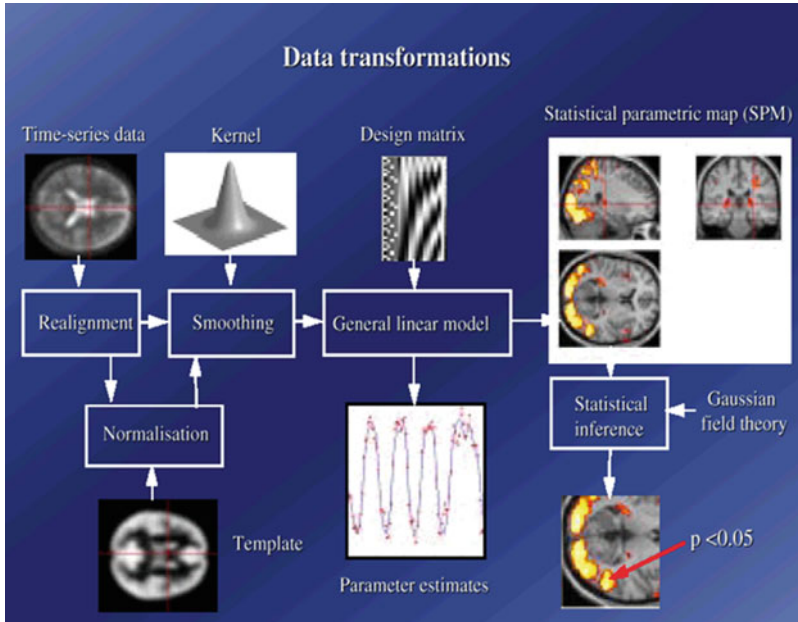 Data transformations
Time-series data
Kernel
Design matrix
Statistical parametric map (SPM)
Realignment
Smoothing
General linear model
Normalisation
Statistical
inference
Gaussian
field theory
Template
Parameter estimates
p <0.05